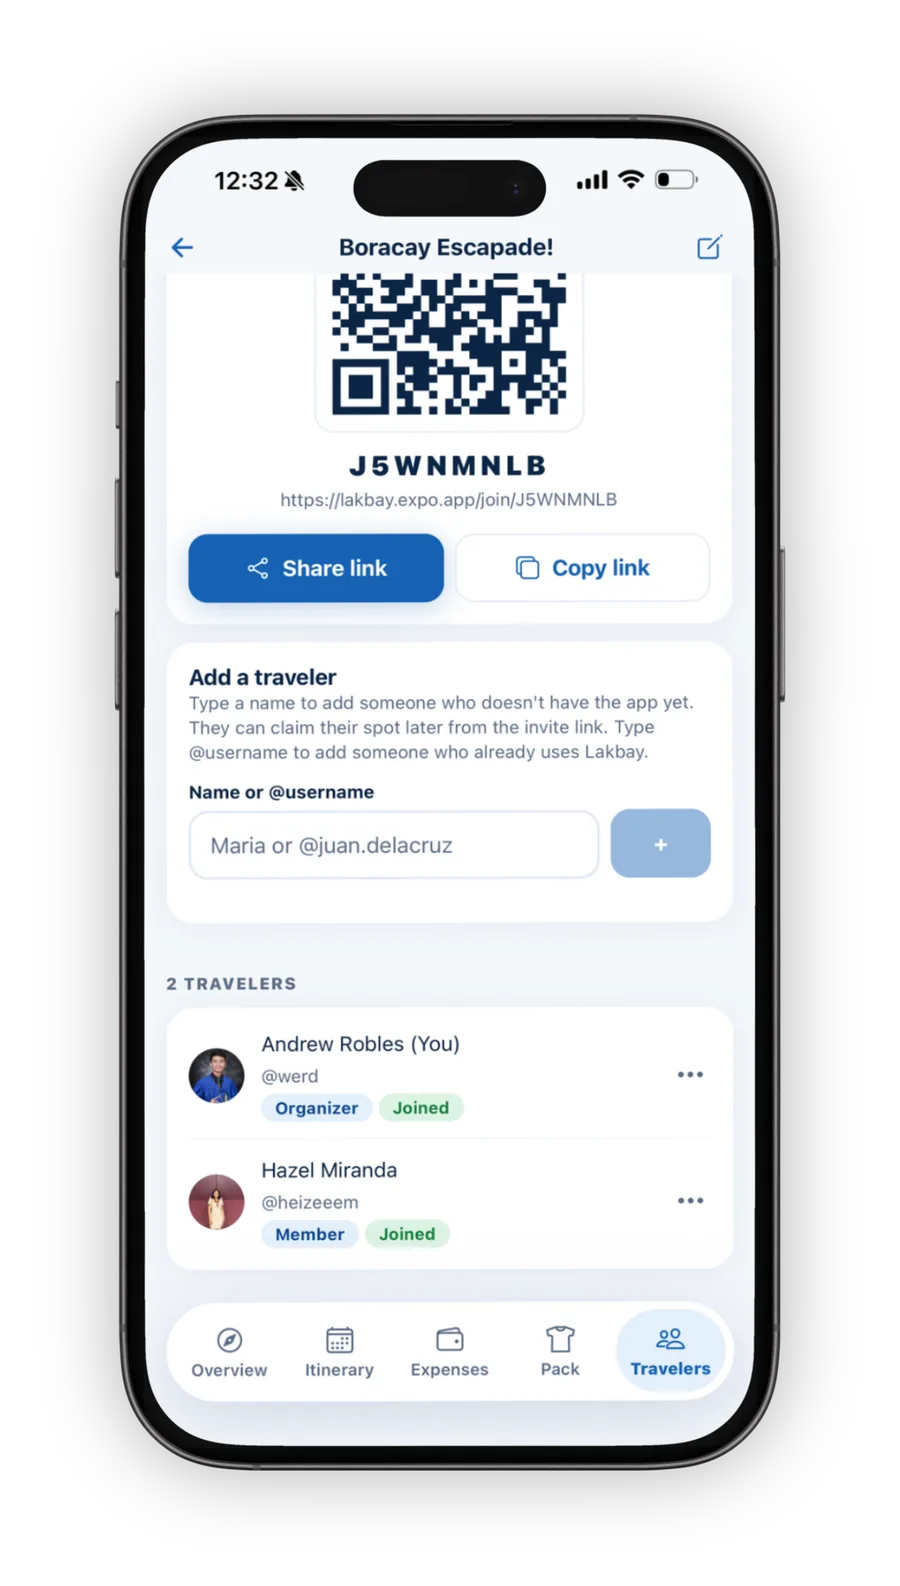 12:32
Boracay Escapade!
J5WNMNLB
https://lakbay.expo.app/join/J5WNMNLB
Share link
Copy link
Add a traveler
Type a name to add someone who doesn't have the app yet.
They can claim their spot later from the invite link. Type
@username to add someone who already uses Lakbay.
Name or @username
Maria or @juan.delacruz
+
2 TRAVELERS
Andrew Robles (You)
@werd
Organizer Joined
Hazel Miranda
@heizeeem
Member Joined
Overview Itinerary Expenses Pack Travelers